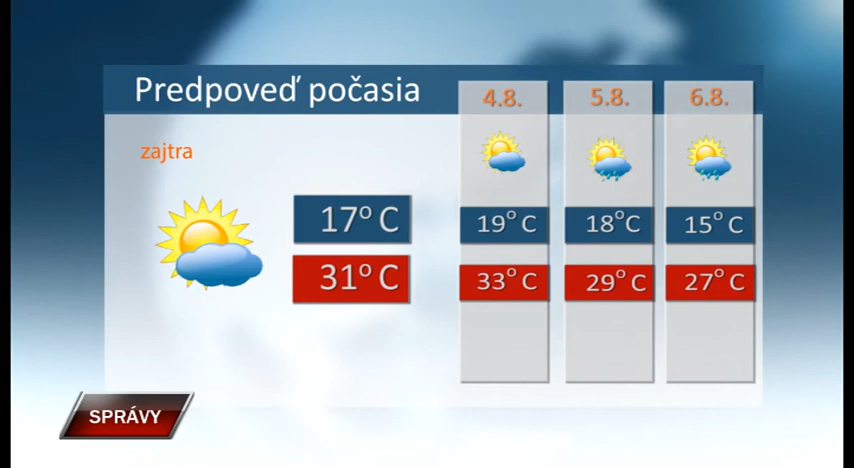 Predpoveď počasia
zajtra
17° C
31° C
4.8. 5.8. 6.8.
19° C 18°C 15° C
33° C 29° C 27° C
SPRÁVY